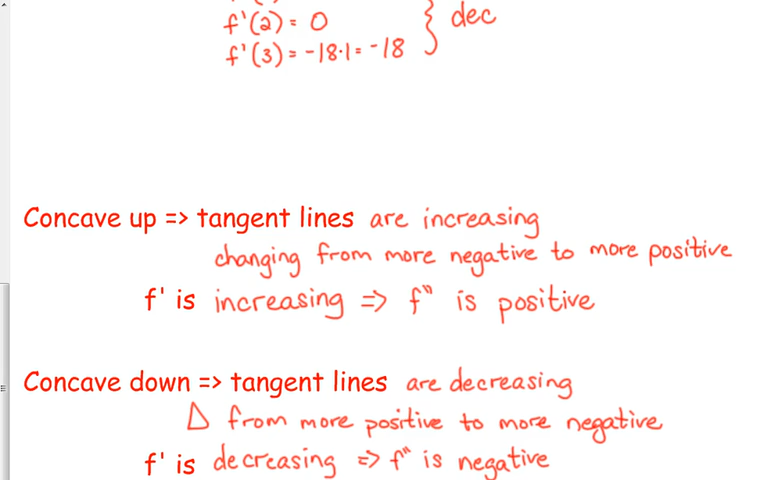 f'(2) = 0
f'(3) = -18·1 = -18 } dec
Concave up => tangent lines are increasing
changing from more negative to more positive
f' is increasing => f" is positive
Concave down => tangent lines are decreasing
Δ from more positive to more negative
f' is decreasing => f" is negative